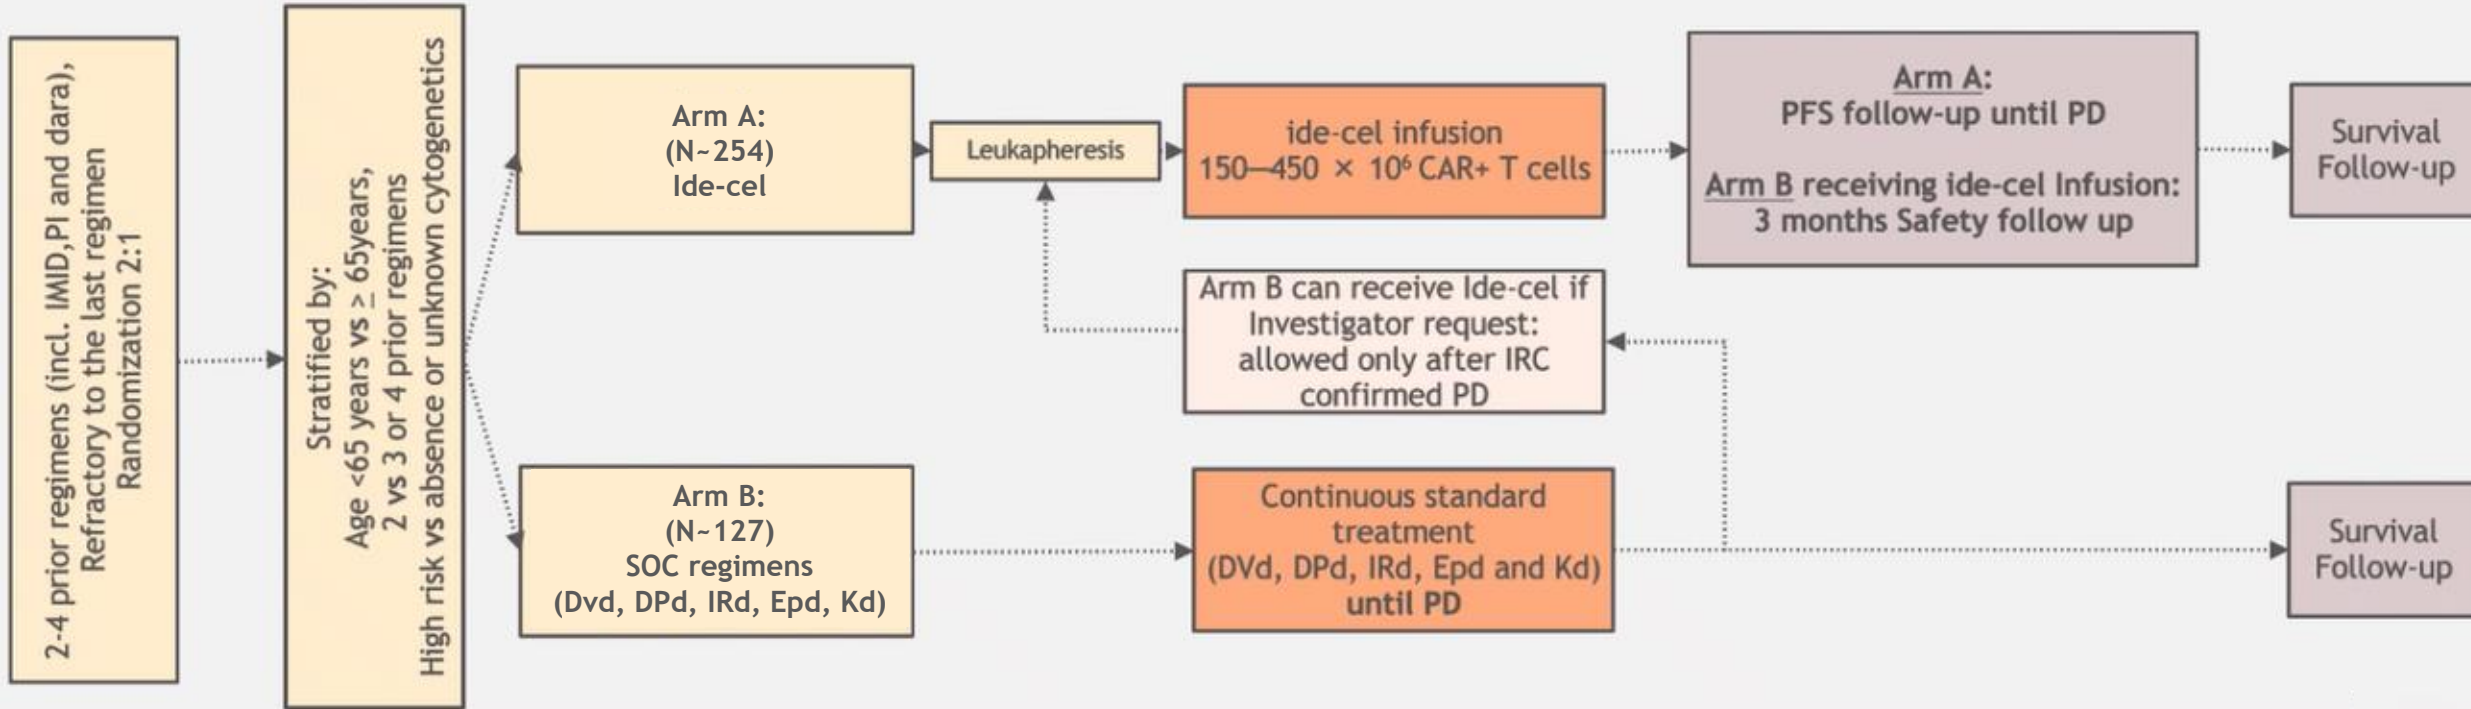 2-4 prior regimens (incl. IMID,PI and dara),
Refractory to the last regimen
Randomization 2:1
Stratified by:
Age <65 years vs ≥ 65years,
2 vs 3 or 4 prior regimens
High risk vs absence or unknown cytogenetics
Arm A:
(N~254)
Ide-cel
Leukapheresis
ide-cel infusion
150—450 × 10⁶ CAR+ T cells
Arm A:
PFS follow-up until PD
Arm B receiving ide-cel Infusion:
3 months Safety follow up
Survival
Follow-up
Arm B can receive Ide-cel if
Investigator request:
allowed only after IRC
confirmed PD
Arm B:
(N~127)
SOC regimens
(Dvd, DPd, IRd, Epd, Kd)
Continuous standard
treatment
(DVd, DPd, IRd, Epd and Kd)
until PD
Survival
Follow-up